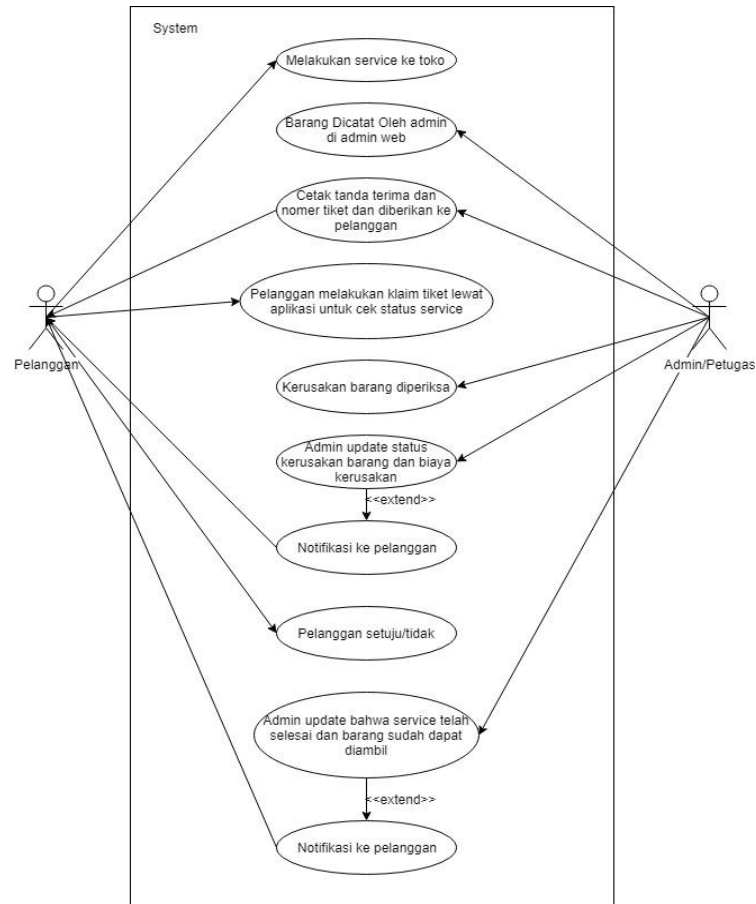 System
Melakukan service ke toko
Barang Dicatat Oleh admin
di admin web
Cetak tanda terima dan
nomer tiket dan diberikan ke
pelanggan
Pelanggan melakukan klaim tiket lewat
aplikasi untuk cek status service
Pelanggan
Admin/Petugas
Kerusakan barang diperiksa
Admin update status
kerusakan barang dan biaya
kerusakan
<<extend>>
Notifikasi ke pelanggan
Pelanggan setuju/tidak
Admin update bahwa service telah
selesai dan barang sudah dapat
diambil
<<extend>>
Notifikasi ke pelanggan